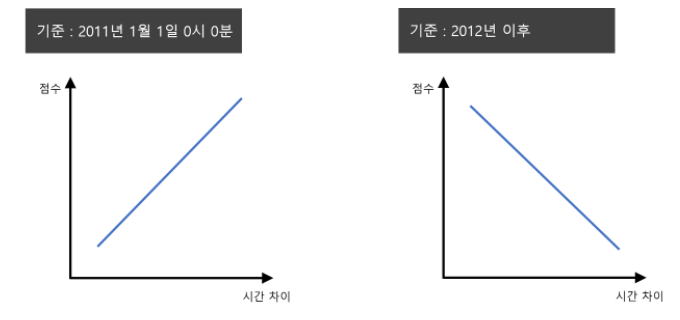 기준 : 2011년 1월 1일 0시 0분
점수
시간 차이
기준 : 2012년 이후
점수
시간 차이